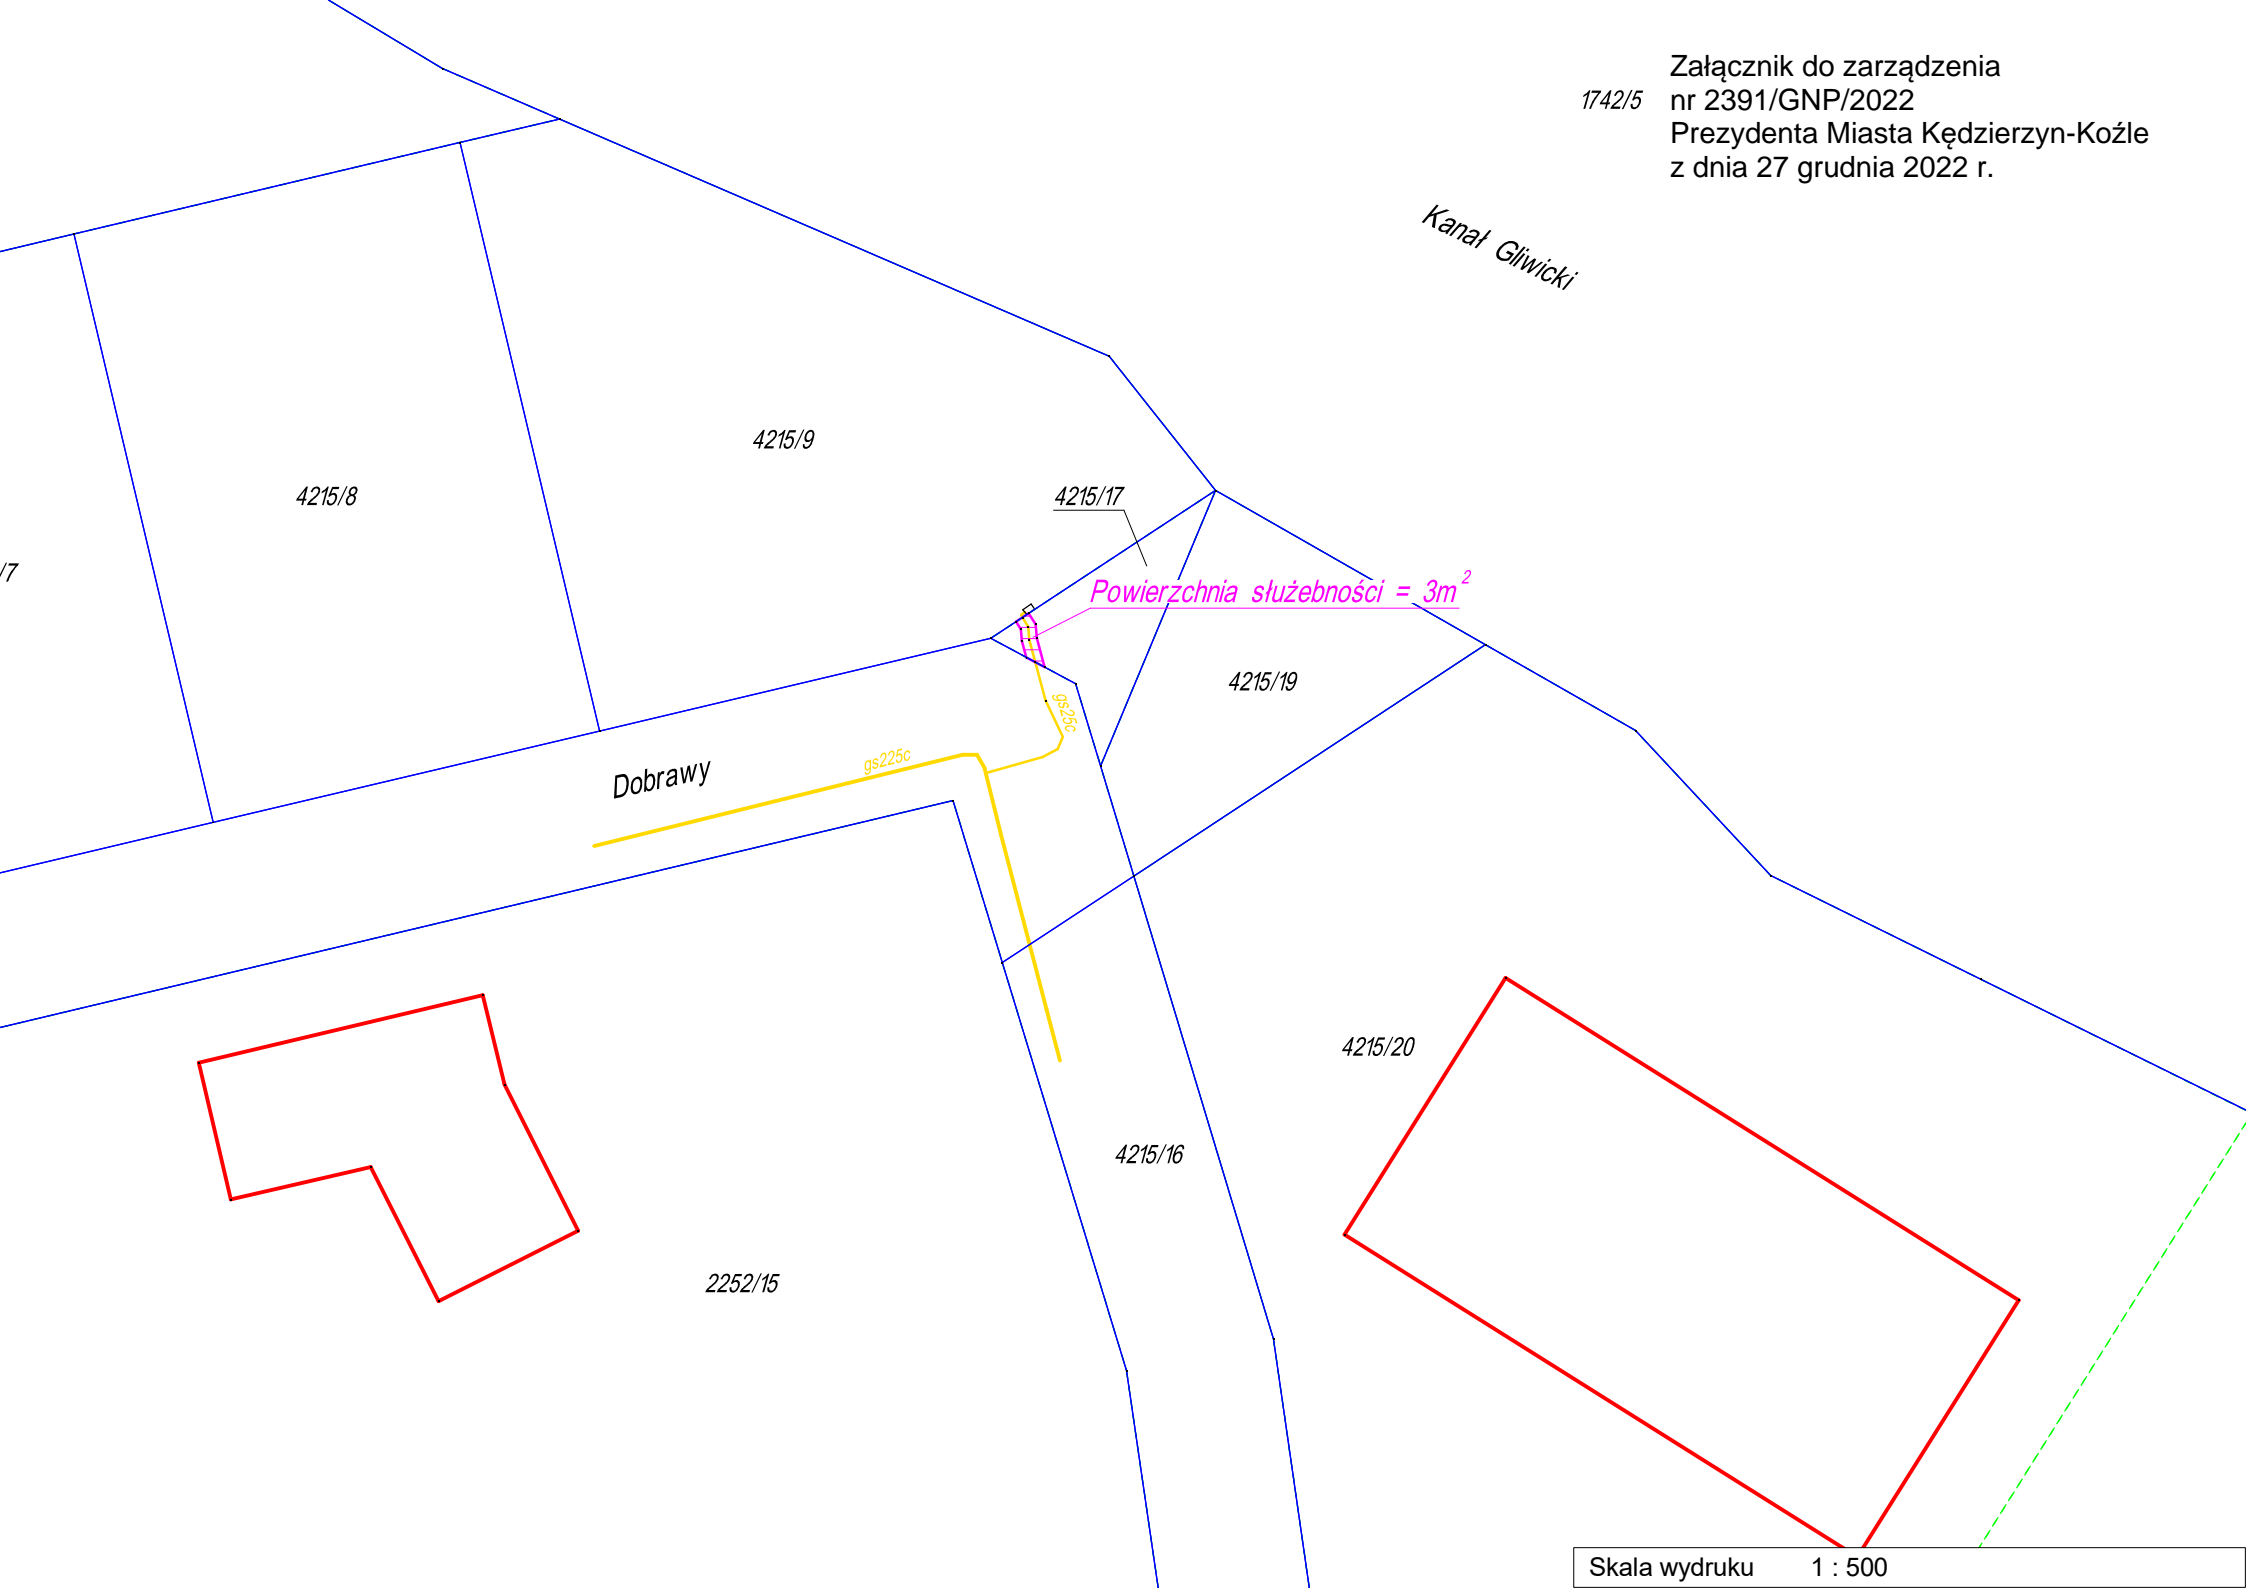 Załącznik do zarządzenia
1742/5 nr 2391/GNP/2022
Prezydenta Miasta Kędzierzyn-Koźle
z dnia 27 grudnia 2022 r.
Kanał Gliwicki
4215/9
4215/8
4215/17
/7
Powierzchnia służebności = 3m²
4215/19
gs25c
gs225c
Dobrawy
4215/20
4215/16
2252/15
Skala wydruku 1 : 500